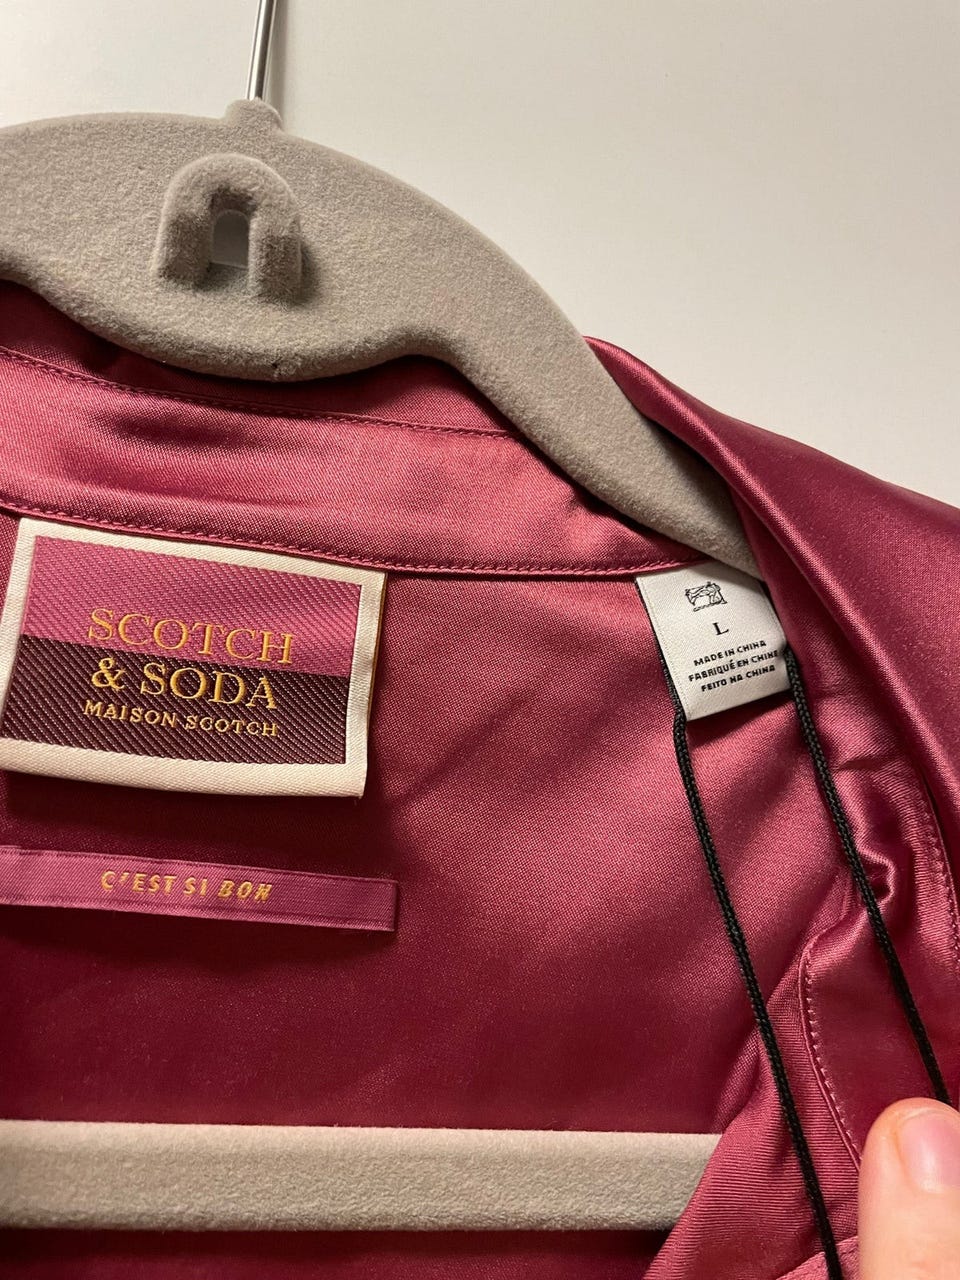 SCOTCH
& SODA
MAISON SCOTCH
C'EST SI BON
L
MADE IN CHINA
FABRIQUÉ EN CHINE
FEITO NA CHINA